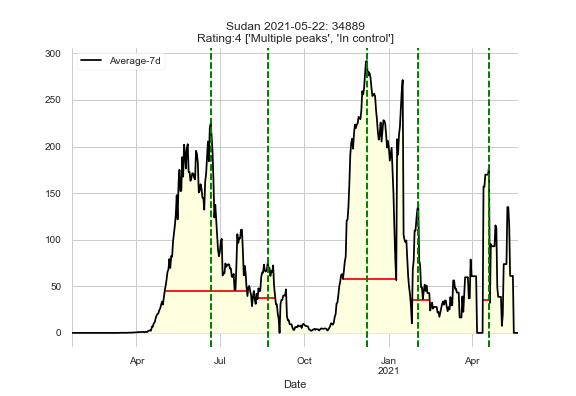 Sudan 2021-05-22: 34889
Rating:4 ['Multiple peaks', 'In control']
Average-7d
300
250
200
150
100
50
0
Apr
Jul
Oct
Jan
2021
Apr
Date